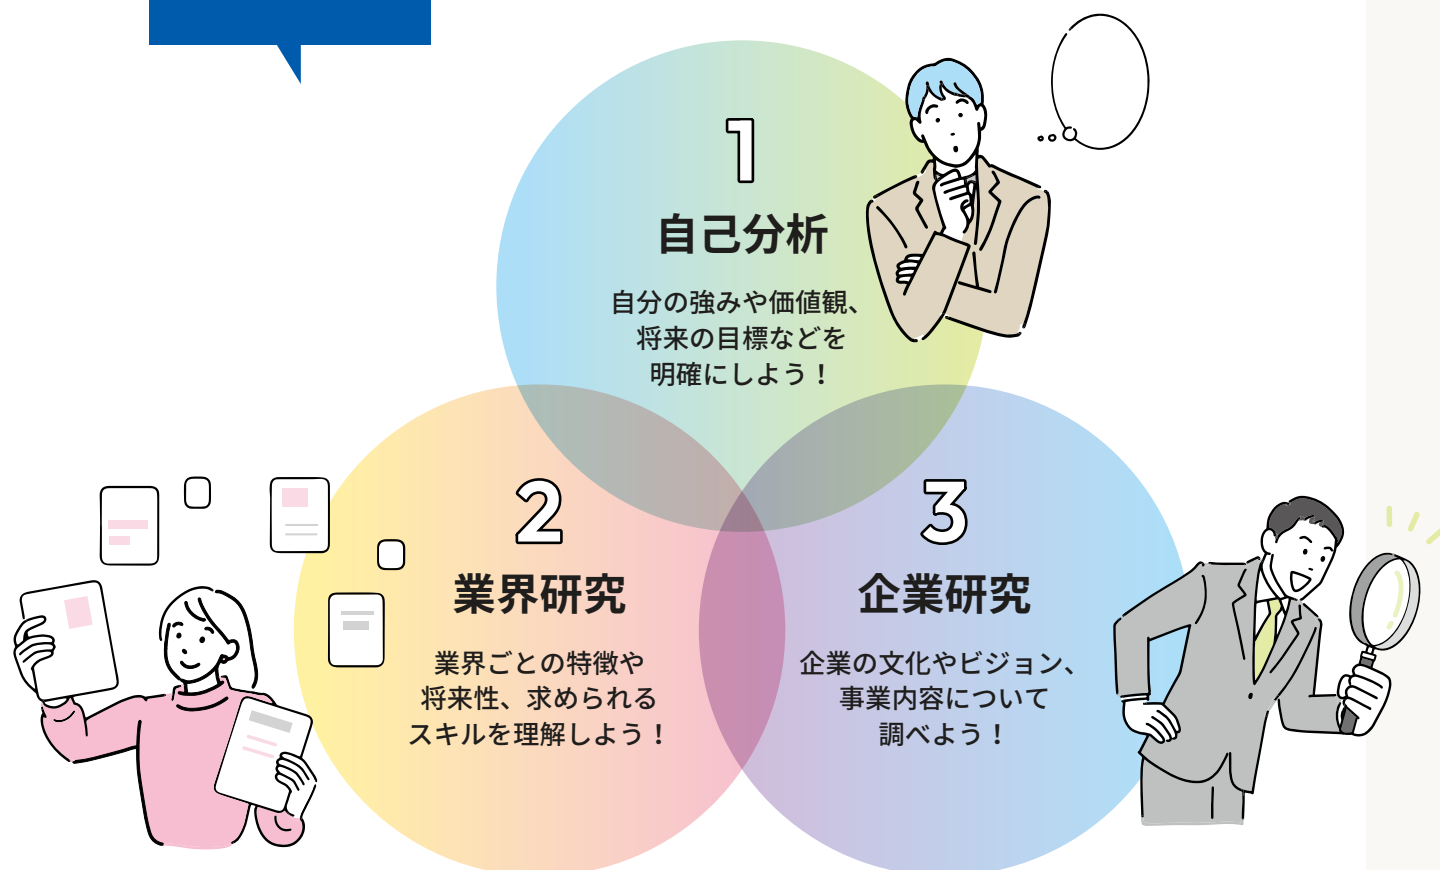 1
自己分析
自分の強みや価値観、
将来の目標などを
明確にしよう！
2
業界研究
業界ごとの特徴や
将来性、求められる
スキルを理解しよう！
3
企業研究
企業の文化やビジョン、
事業内容について
調べよう！